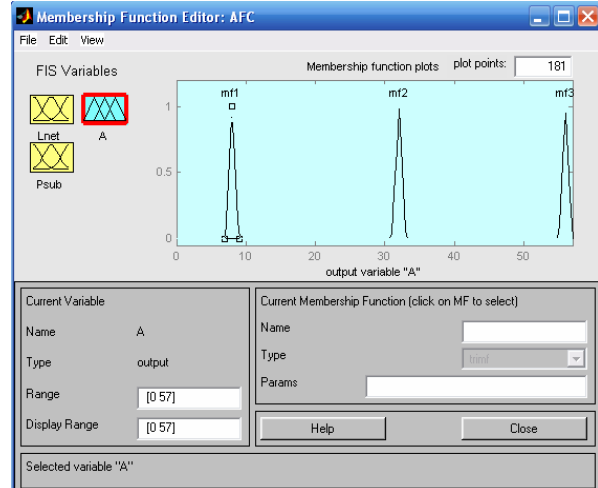 Membership Function Editor: AFC
File Edit View
FIS Variables
Membership function plots plot points: 181
Lnet A
Psub
mf1 mf2 mf3
1
0.5
0
0 10 20 30 40 50
output variable "A"
Current Variable
Name A
Type output
Range [0 57]
Display Range [0 57]
Current Membership Function (click on MF to select)
Name
Type trimf
Params
Help Close
Selected variable "A"